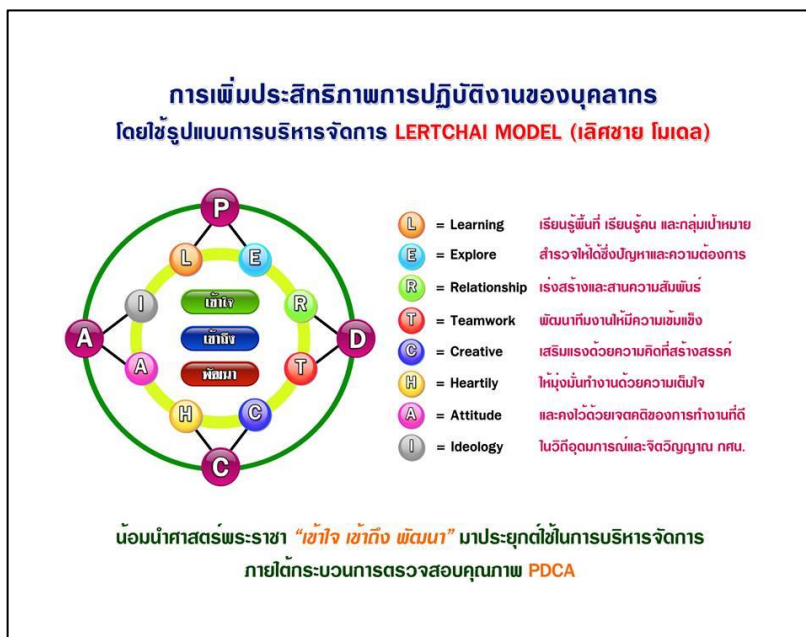 การเพิ่มประสิทธิภาพการปฏิบัติงานของบุคลากร
โดยใช้รูปแบบการบริหารจัดการ LERTCHAI MODEL (เลิศชาย โมเดล)
P
L E
I R
A D
A T
H C
C
เข้าใจ
เข้าถึง
พัฒนา
L = Learning เรียนรู้พื้นที่ เรียนรู้คน และกลุ่มเป้าหมาย
E = Explore สำรวจให้ได้ซึ่งปัญหาและความต้องการ
R = Relationship เร่งสร้างและสานความสัมพันธ์
T = Teamwork พัฒนาทีมงานให้มีความเข้มแข็ง
C = Creative เสริมแรงด้วยความคิดที่สร้างสรรค์
H = Heartily ให้มุ่งมั่นทำงานด้วยความเต็มใจ
A = Attitude และคงไว้ด้วยเจตคติของการทำงานที่ดี
I = Ideology ในวิถีอุดมการณ์และจิตวิญญาณ กศน.
น้อมนำศาสตร์พระราชา "เข้าใจ เข้าถึง พัฒนา" มาประยุกต์ใช้ในการบริหารจัดการ
ภายใต้กระบวนการตรวจสอบคุณภาพ PDCA